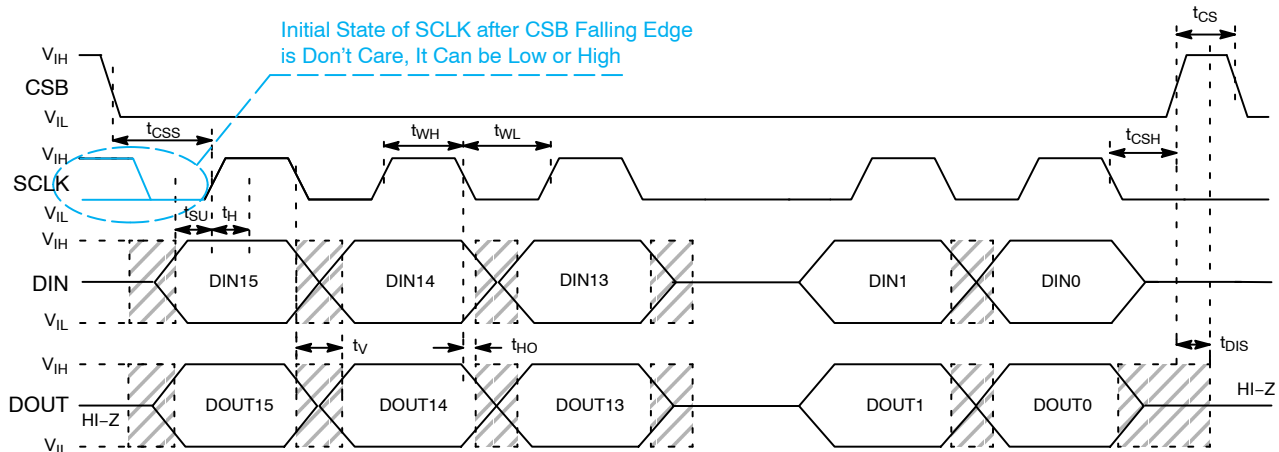 Initial State of SCLK after CSB Falling Edge
is Don't Care, It Can be Low or High
tCS
VIH
CSB
VIL
tCSS
tWH
tWL
tCSH
VIH
SCLK
VIL
tSU
tH
VIH
DIN
VIL
DIN15
DIN14
DIN13
DIN1
DIN0
tV
tHO
tDIS
VIH
DOUT
HI−Z
VIL
DOUT15
DOUT14
DOUT13
DOUT1
DOUT0
HI−Z